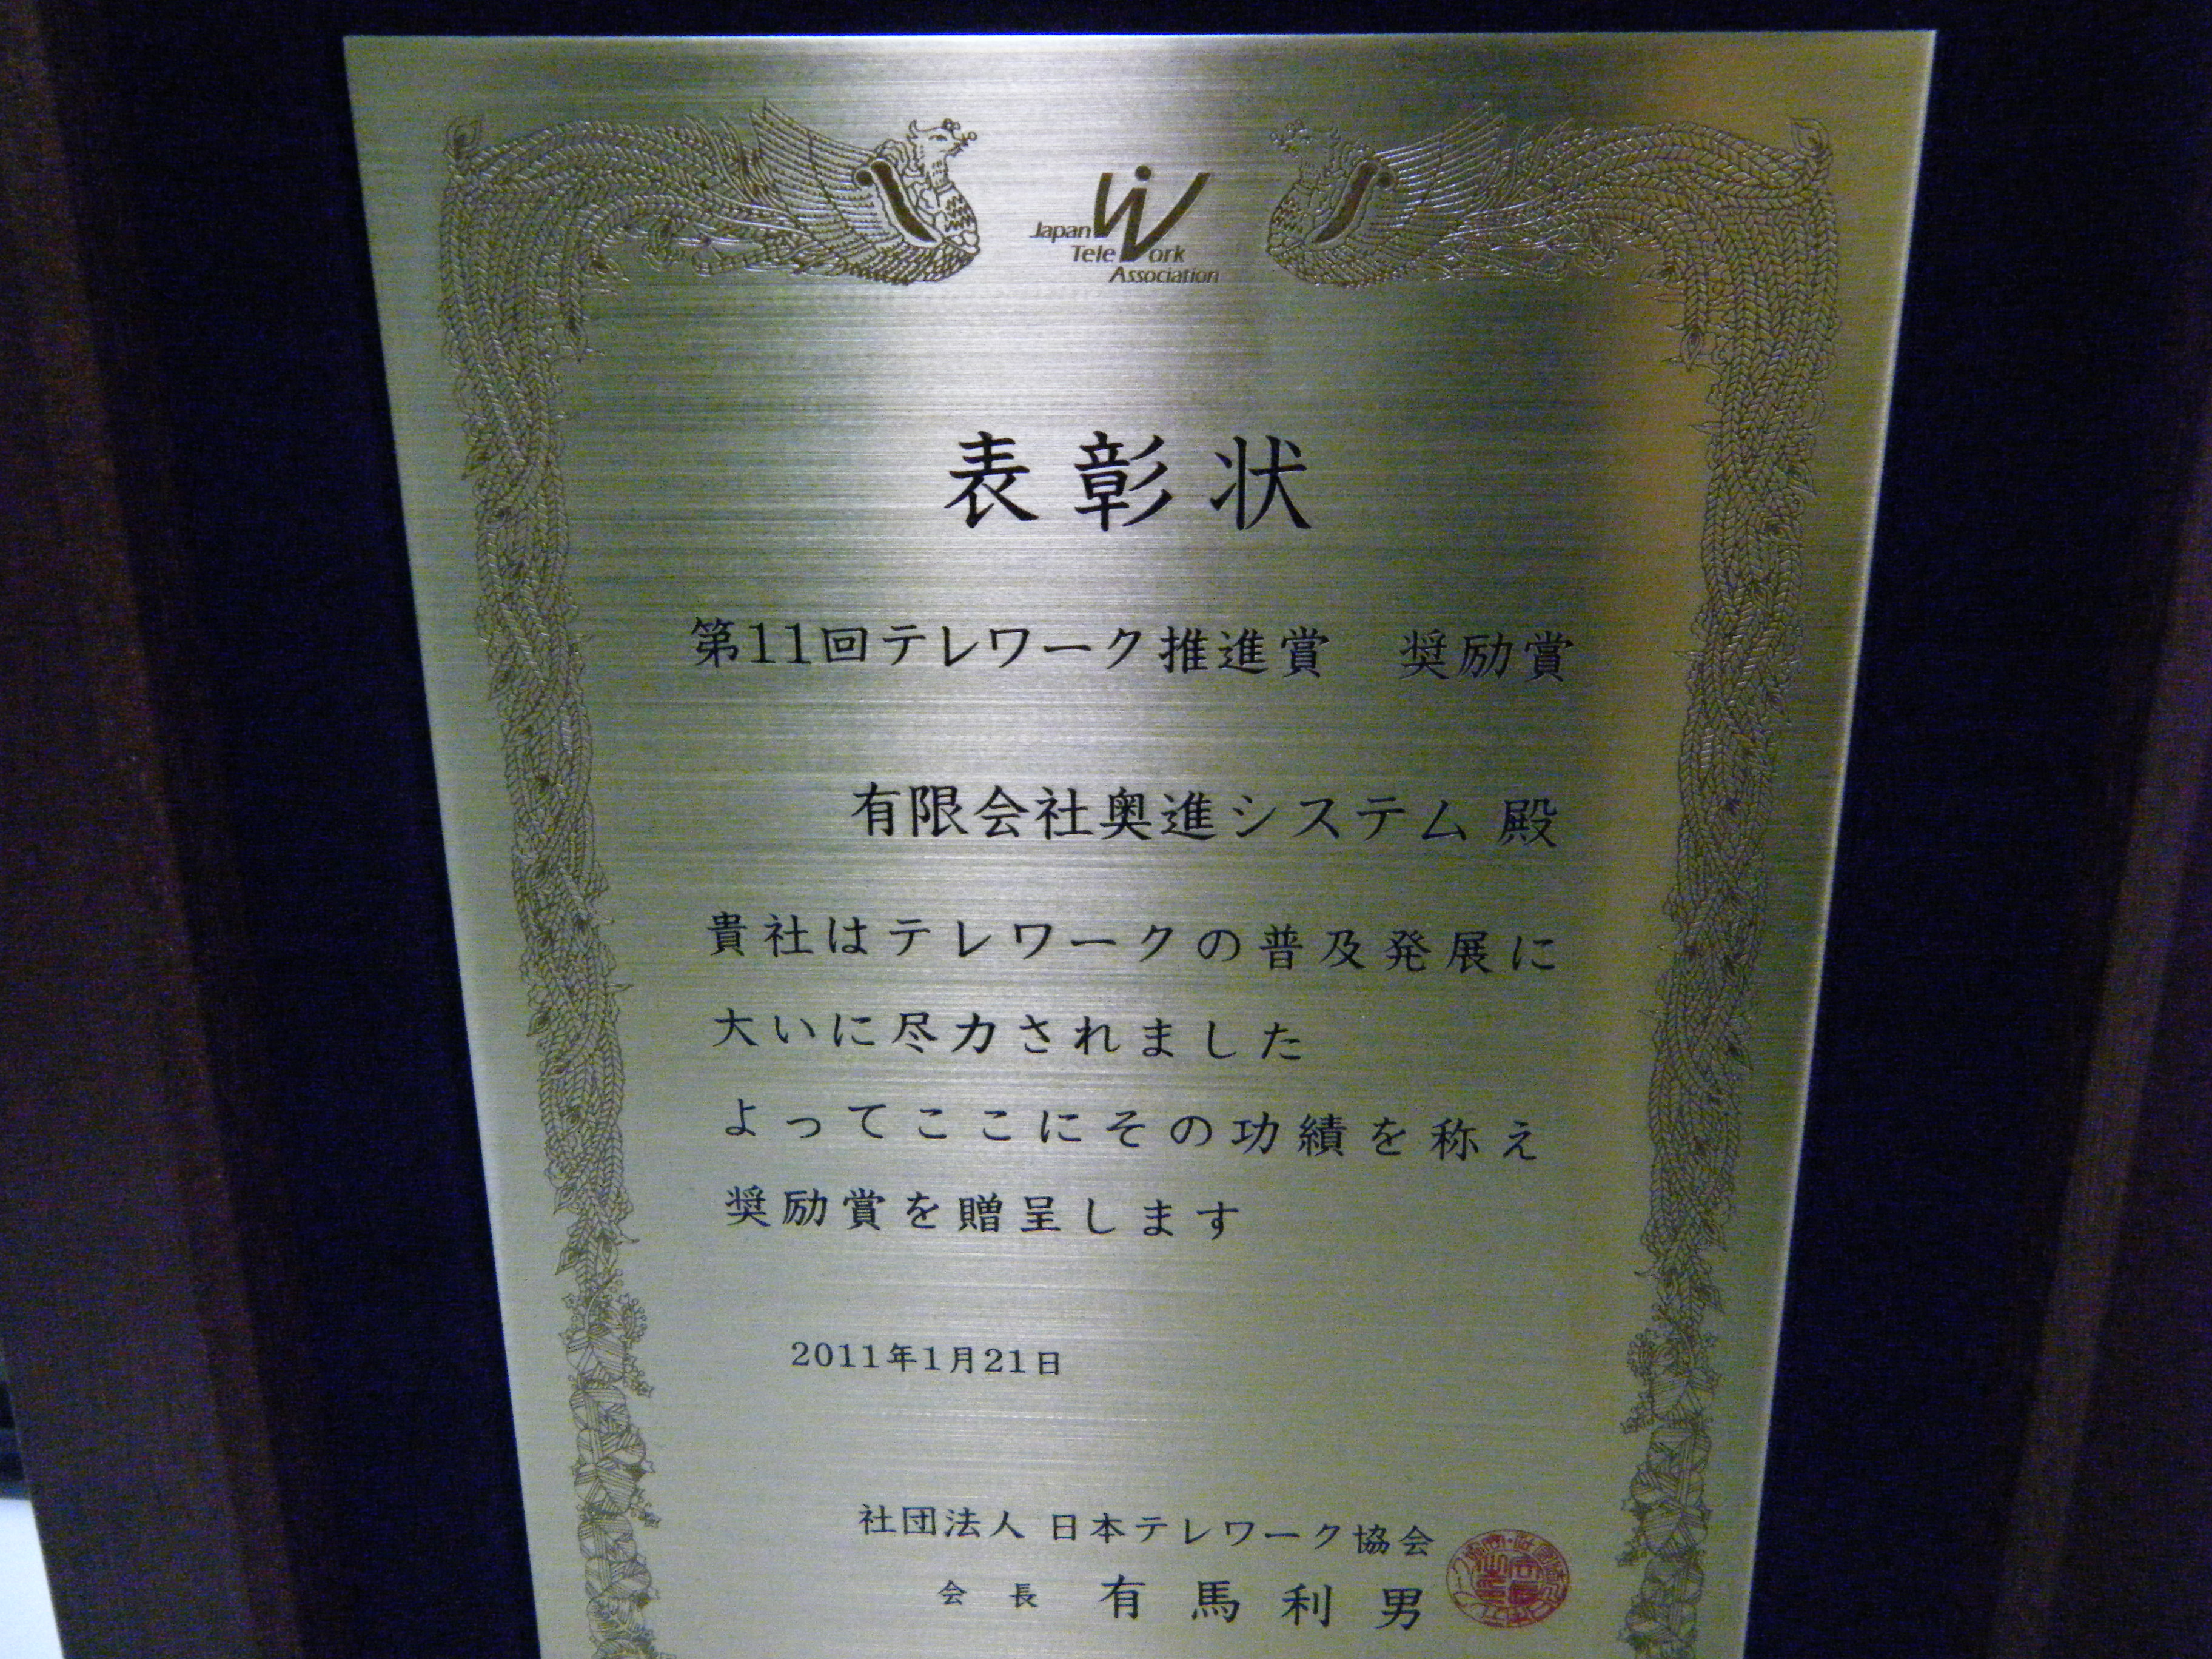 Japan
Tele Work
Association
表彰状
第11回テレワーク推進賞　奨励賞
有限会社奥進システム 殿
貴社はテレワークの普及発展に
大いに尽力されました
よってここにその功績を称え
奨励賞を贈呈します
2011年1月21日
社団法人 日本テレワーク協会
会 長 有 馬 利 男